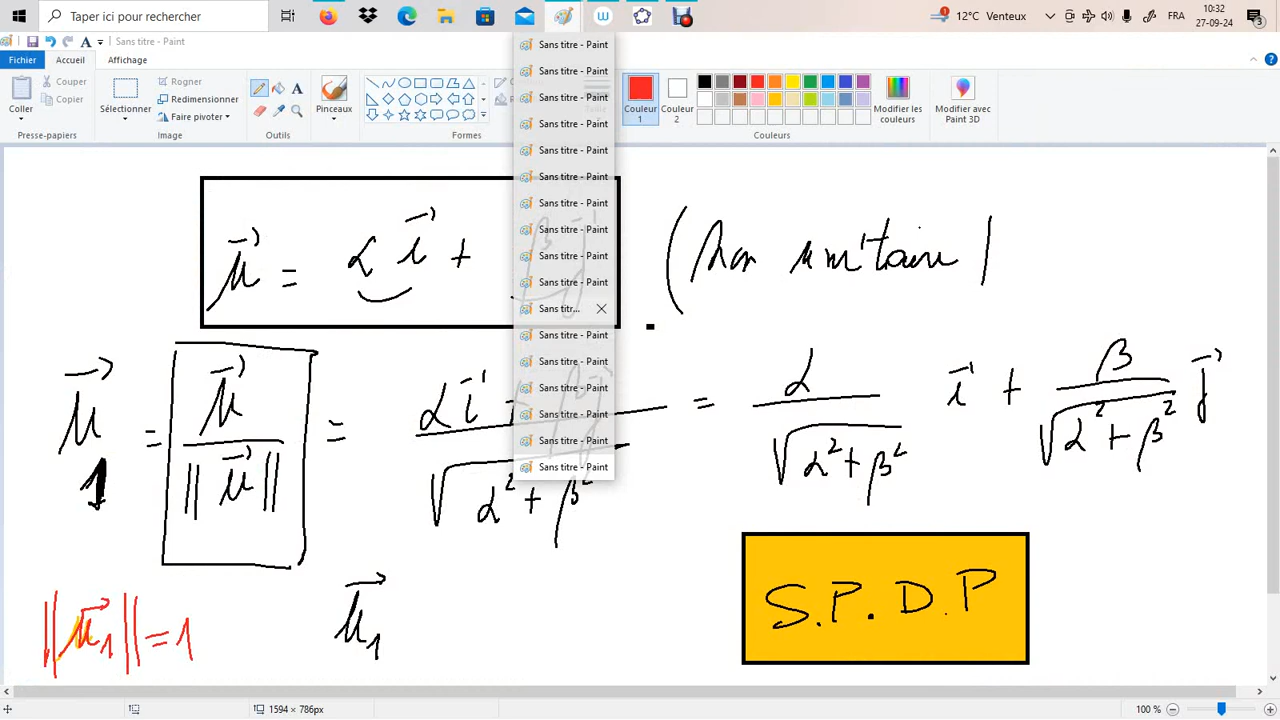 Taper ici pour rechercher
12°C Venteux
FRA
10:32
27-09-24
3
Sans titre - Paint
Fichier
Accueil
Affichage
Coller
Couper
Copier
Presse-papiers
Sélectionner
Rogner
Redimensionner
Faire pivoter
Image
A
Outils
Pinceaux
Formes
Couleur 1
Couleur 2
Modifier les couleurs
Modifier avec Paint 3D
Couleurs
Sans titre - Paint
Sans titre - Paint
Sans titre - Paint
Sans titre - Paint
Sans titre - Paint
Sans titre - Paint
Sans titre - Paint
Sans titre - Paint
Sans titre - Paint
Sans titre - Paint
Sans titr...
Sans titre - Paint
Sans titre - Paint
Sans titre - Paint
Sans titre - Paint
Sans titre - Paint
Sans titre - Paint
μ⃗ = α i⃗ + β j⃗ (non unitaire)
μ⃗₁ = μ⃗ / ||μ⃗|| = (α i⃗ + β j⃗) / √(α² + β²) = α / √(α² + β²) i⃗ + β / √(α² + β²) j⃗
S.P.D.P
||μ⃗₁|| = 1
μ⃗₁
1594 × 786px
100 %